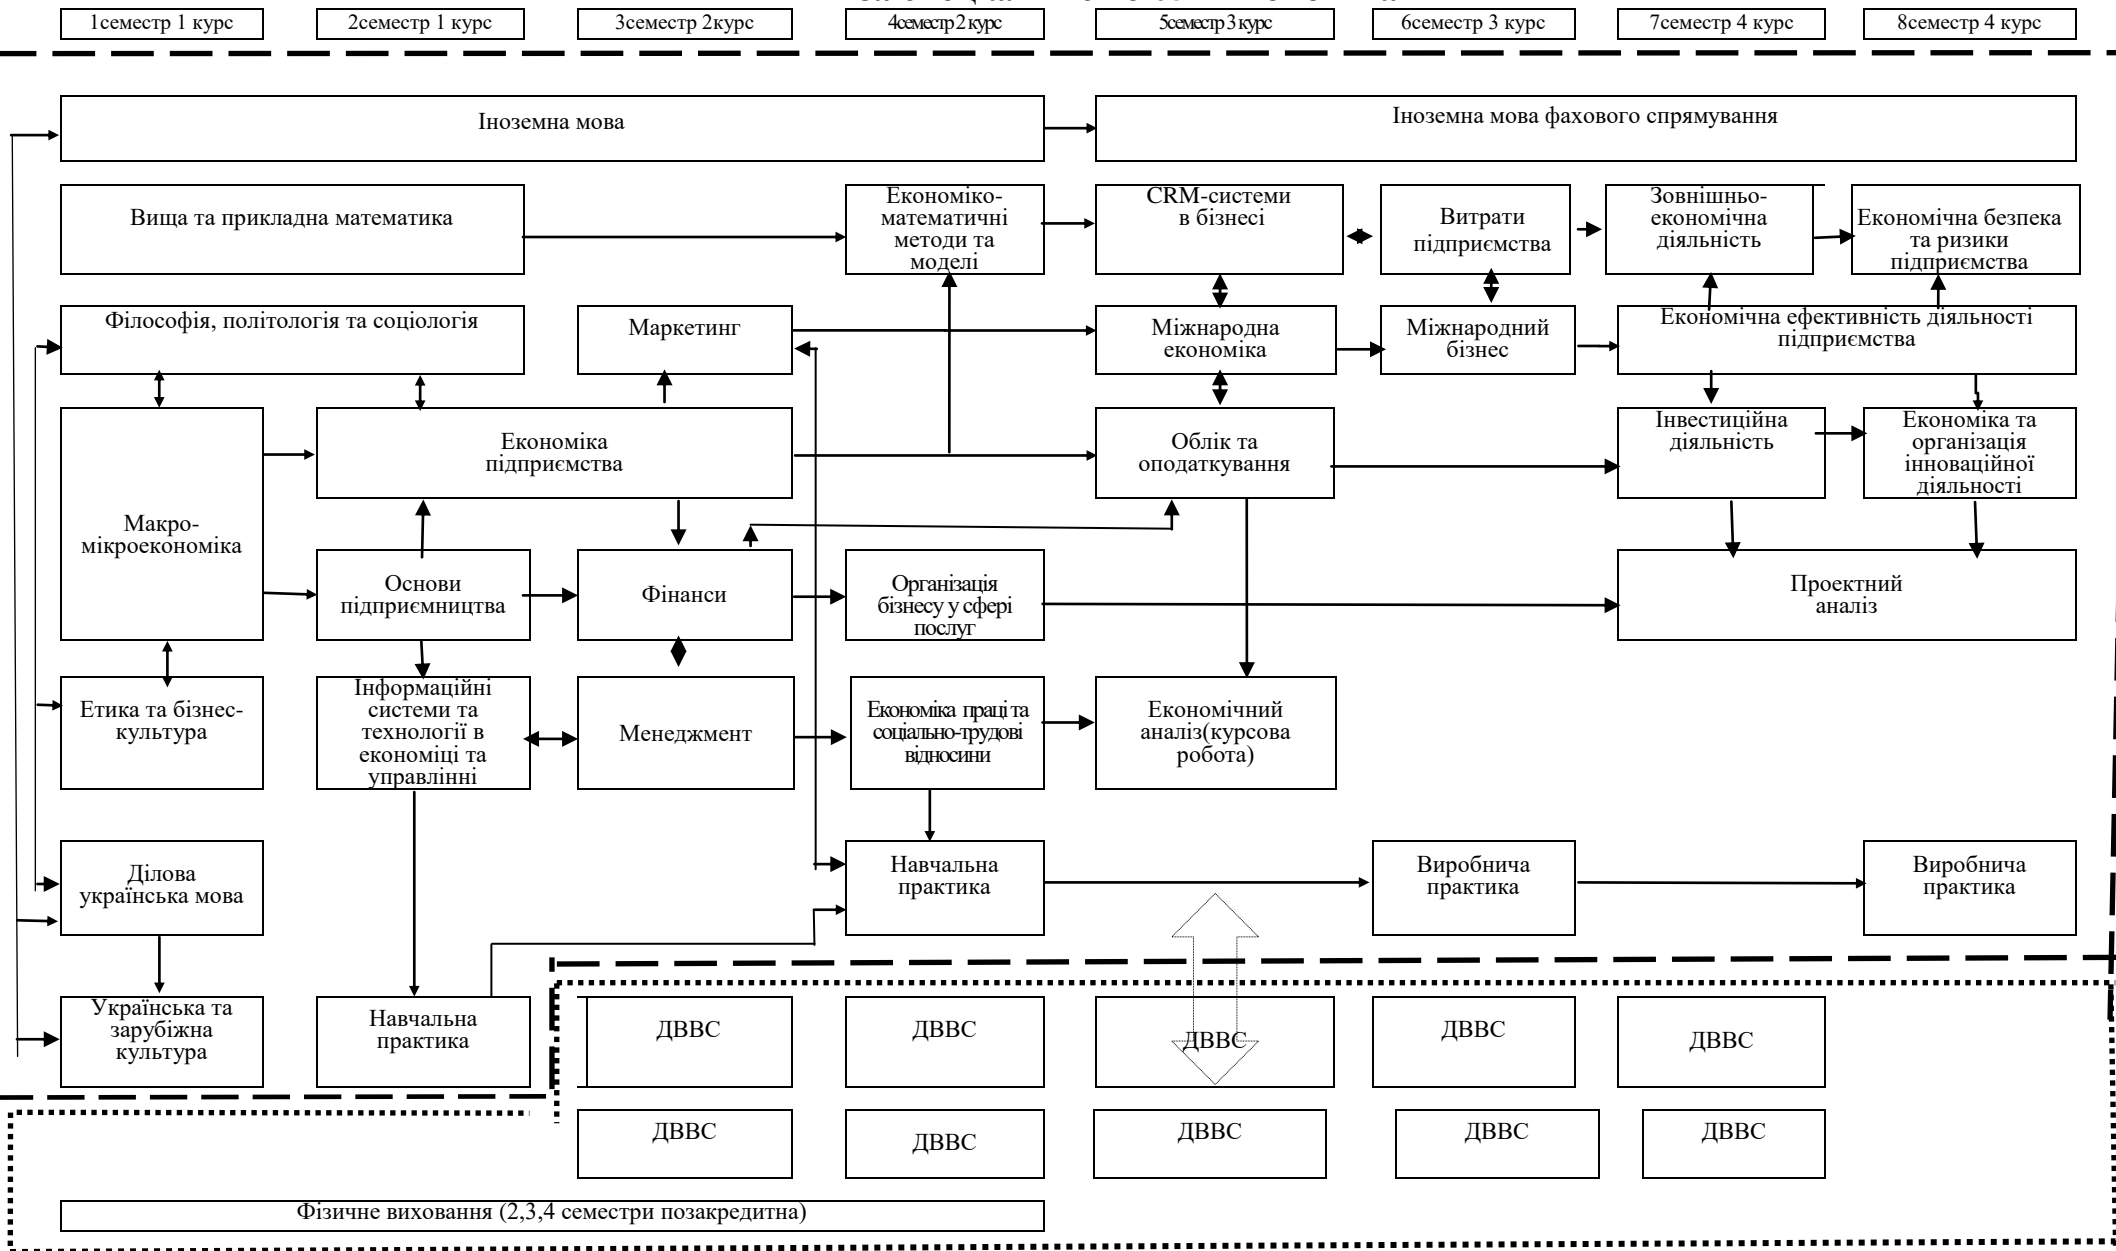 1семестр 1 курс
2семестр 1 курс
3семестр 2курс
4семестр 2 курс
5семестр 3 курс
6семестр 3 курс
7семестр 4 курс
8семестр 4 курс
Іноземна мова
Іноземна мова фахового спрямування
Вища та прикладна математика
Економіко-
математичні
методи та
моделі
CRM-системи
в бізнесі
Витрати
підприємства
Зовнішньо-
економічна
діяльність
Економічна безпека
та ризики
підприємства
Філософія, політологія та соціологія
Маркетинг
Міжнародна
економіка
Міжнародний
бізнес
Економічна ефективність діяльності
підприємства
Макро-
мікроекономіка
Економіка
підприємства
Облік та
оподаткування
Інвестиційна
діяльність
Економіка та
організація
інноваційної
діяльності
Основи
підприємництва
Фінанси
Організація
бізнесу у сфері
послуг
Проектний
аналіз
Етика та бізнес-
культура
Інформаційні
системи та
технології в
економіці та
управлінні
Менеджмент
Економіка праці та
соціально-трудові
відносини
Економічний
аналіз(курсова
робота)
Ділова
українська мова
Навчальна
практика
Виробнича
практика
Виробнича
практика
Українська та
зарубіжна
культура
Навчальна
практика
ДВВС
ДВВС
ДВВС
ДВВС
ДВВС
ДВВС
ДВВС
ДВВС
ДВВС
ДВВС
Фізичне виховання (2,3,4 семестри позакредитна)